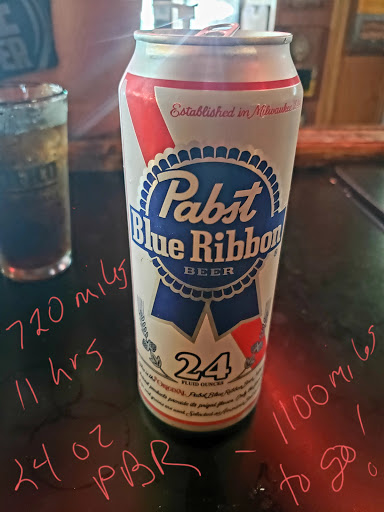 Established in Milwaukee
Pabst
Blue Ribbon
BEER
24
FLUID OUNCES
720 miles
11 hrs
24 oz
PBR
- 1100 miles
to go!